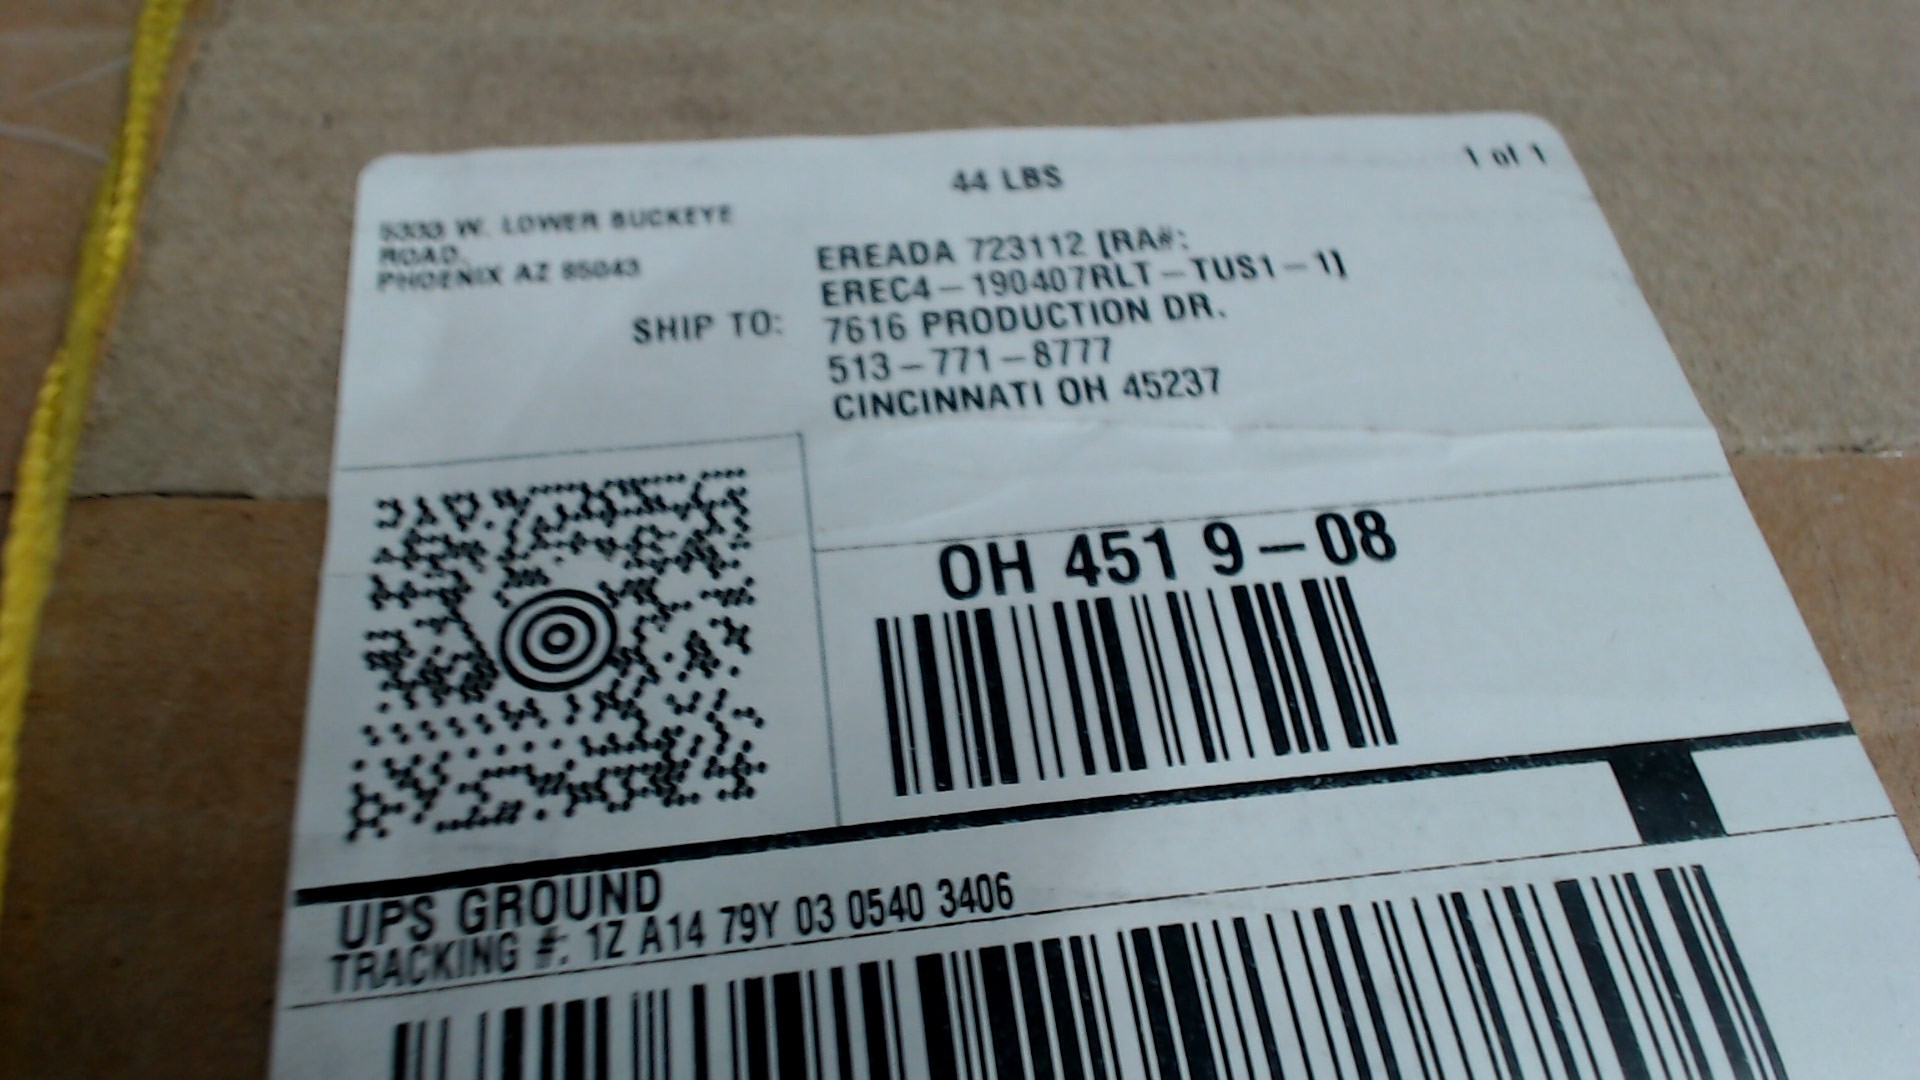 44 LBS
1 of 1
5333 W. LOWER BUCKEYE
ROAD.
PHOENIX AZ 85043
SHIP TO:
EREADA 723112 [RA#:
EREC4-190407RLT-TUS1-1]
7616 PRODUCTION DR.
513-771-8777
CINCINNATI OH 45237
OH 451 9-08
UPS GROUND
TRACKING #: 1Z A14 79Y 03 0540 3406